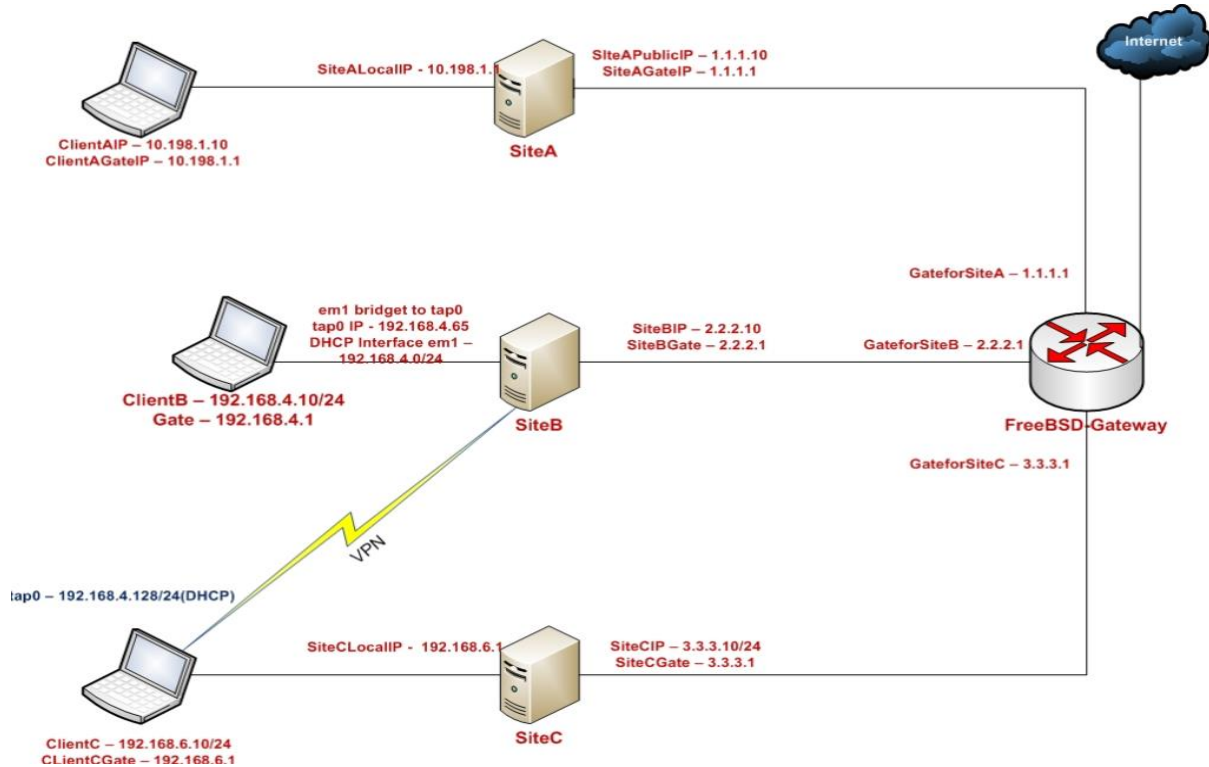 Internet
SiteALocalIP - 10.198.1.1
SIteAPublicIP – 1.1.1.10
SiteAGateIP – 1.1.1.1
ClientAIP – 10.198.1.10
ClientAGateIP – 10.198.1.1
SiteA
GateforSiteA – 1.1.1.1
em1 bridget to tap0
tap0 IP - 192.168.4.65
DHCP Interface em1 –
192.168.4.0/24
SiteBIP – 2.2.2.10
SiteBGate - 2.2.2.1
GateforSiteB – 2.2.2.1
ClientB – 192.168.4.10/24
Gate – 192.168.4.1
SiteB
FreeBSD-Gateway
GateforSiteC – 3.3.3.1
VPN
tap0 – 192.168.4.128/24(DHCP)
SiteCLocalIP - 192.168.6.1
SiteCIP – 3.3.3.10/24
SiteCGate – 3.3.3.1
SiteC
ClientC – 192.168.6.10/24
CLientCGate – 192.168.6.1